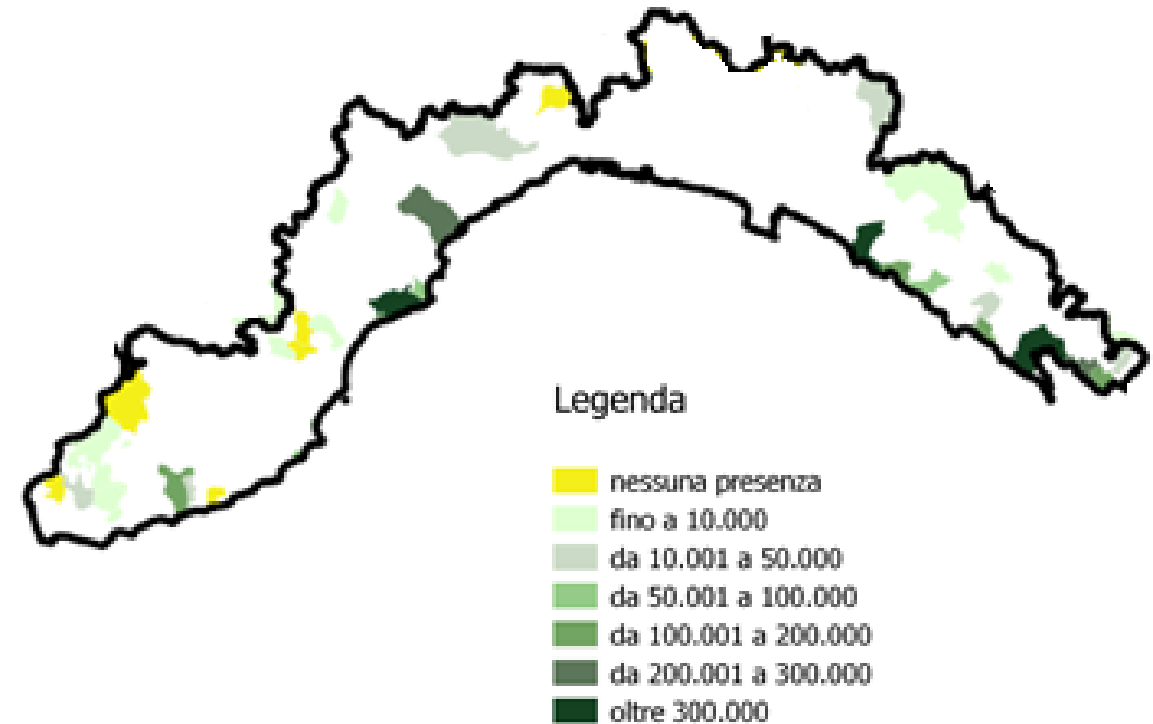 Legenda
nessuna presenza
fino a 10.000
da 10.001 a 50.000
da 50.001 a 100.000
da 100.001 a 200.000
da 200.001 a 300.000
oltre 300.000